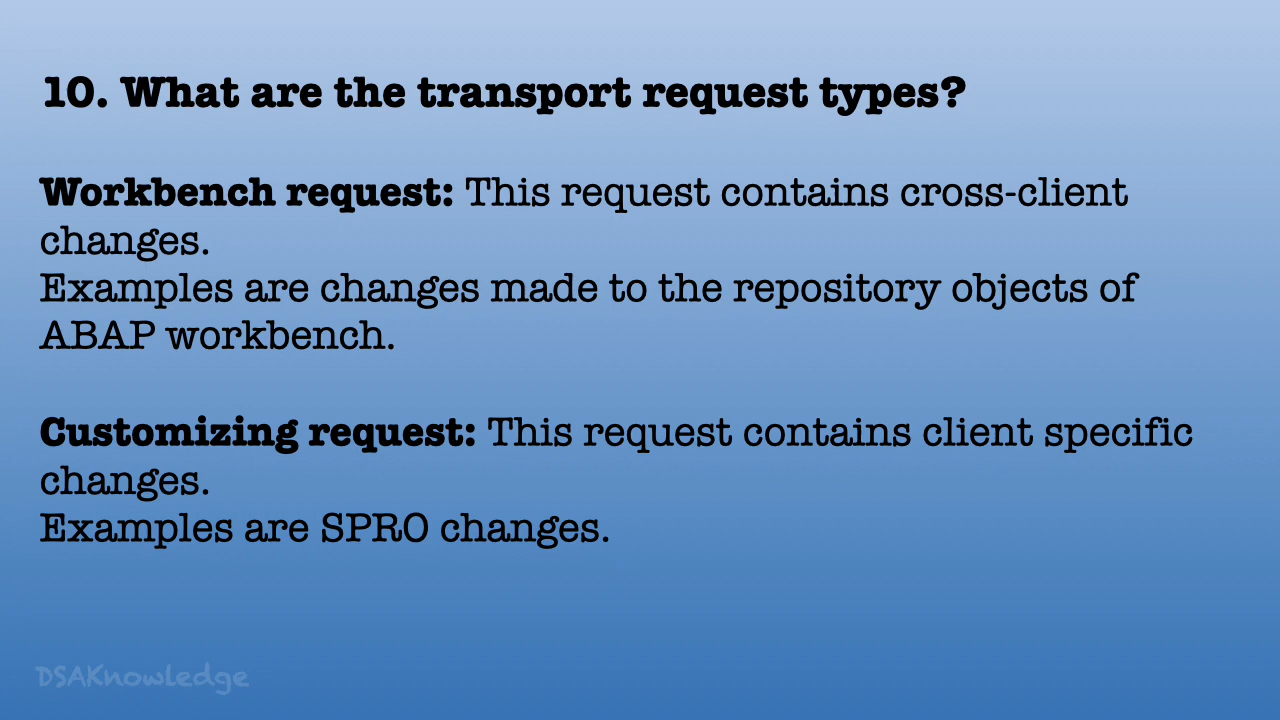 10. What are the transport request types?
Workbench request: This request contains cross-client
changes.
Examples are changes made to the repository objects of
ABAP workbench.
Customizing request: This request contains client specific
changes.
Examples are SPRO changes.
DSAKnowledge